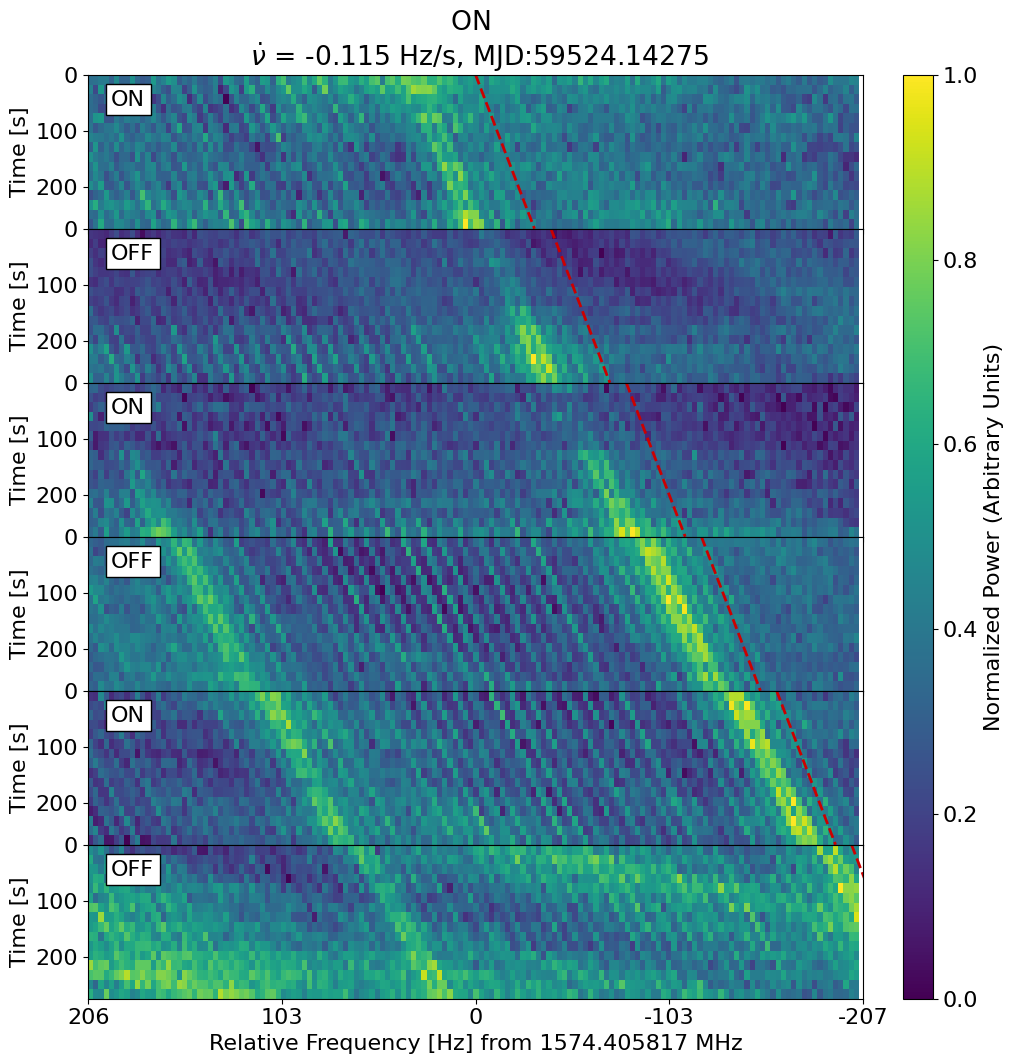 ON
ν̇ = -0.115 Hz/s, MJD:59524.14275
0
ON
100
200
Time [s]
0
OFF
100
200
Time [s]
0
ON
100
200
Time [s]
0
OFF
100
200
Time [s]
0
ON
100
200
Time [s]
0
OFF
100
200
Time [s]
206 103 0 -103 -207
Relative Frequency [Hz] from 1574.405817 MHz
1.0
0.8
0.6
0.4
0.2
0.0
Normalized Power (Arbitrary Units)